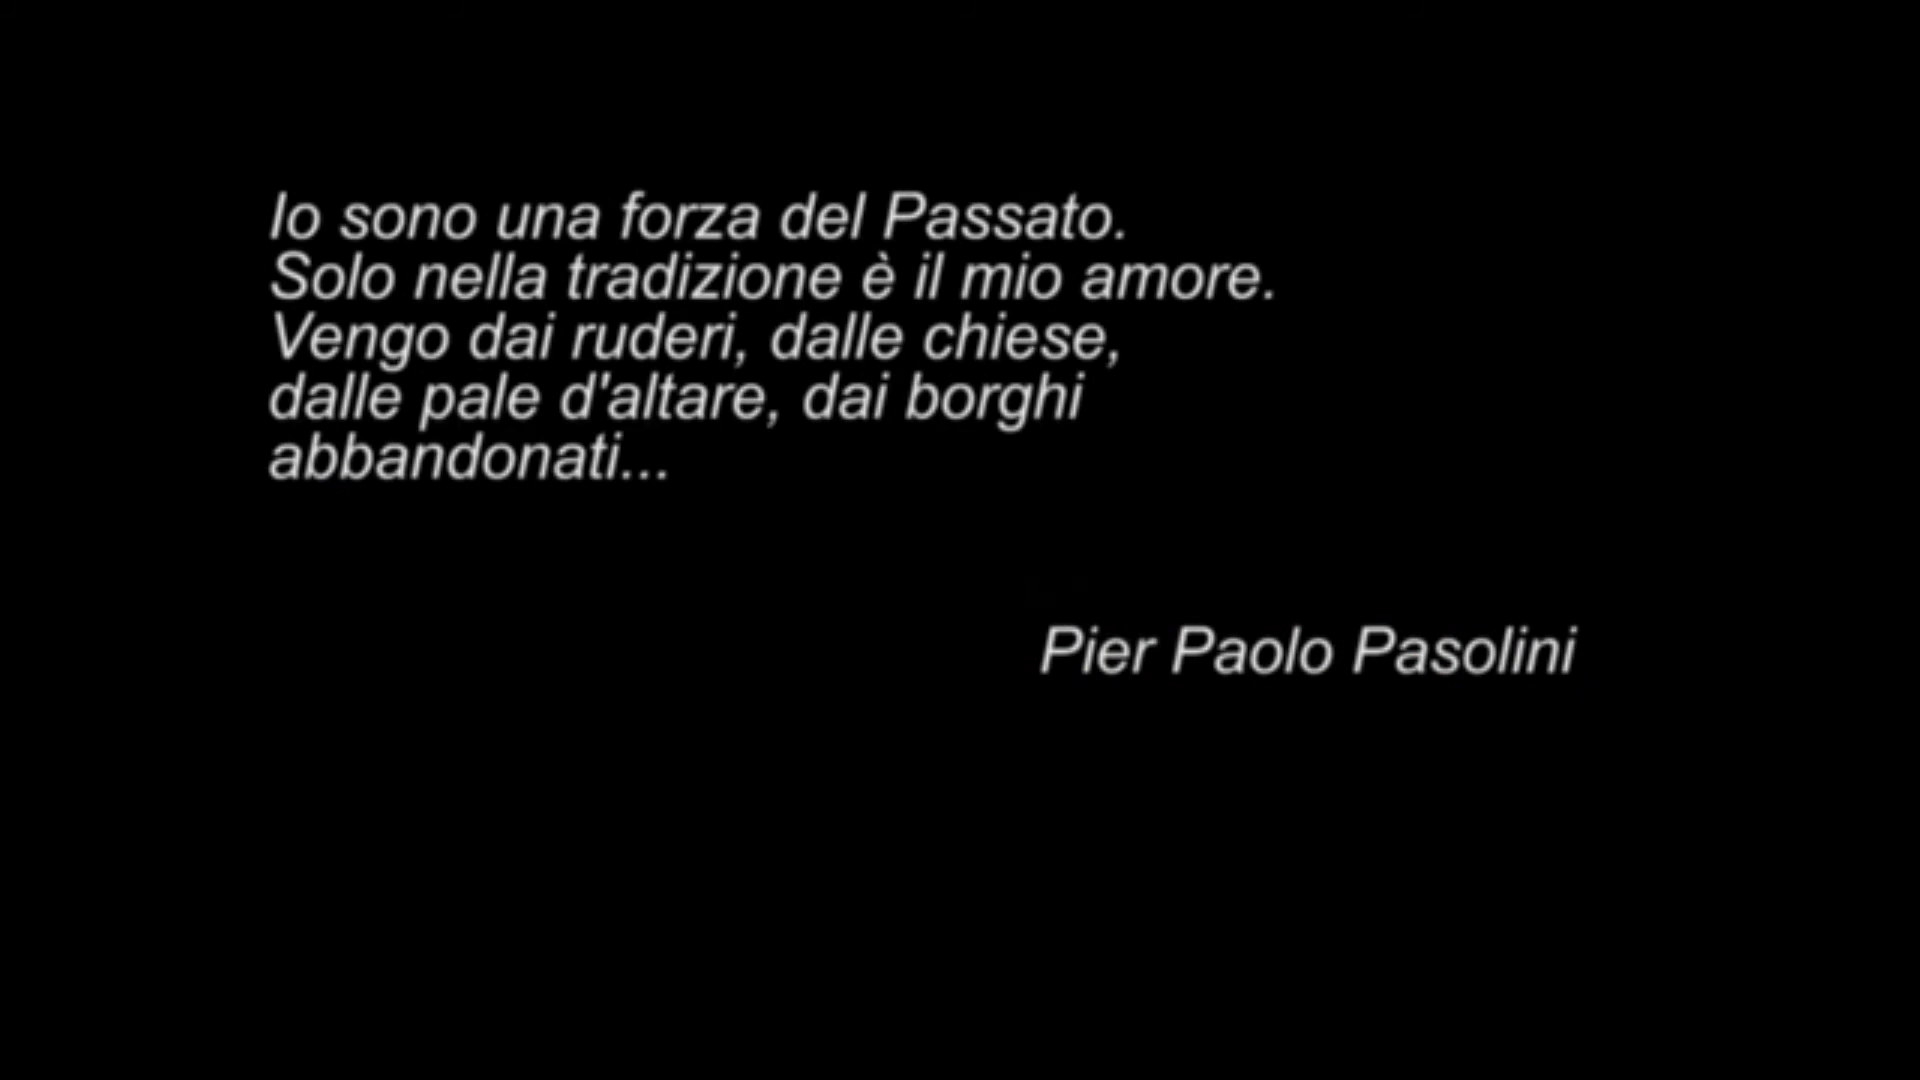 Io sono una forza del Passato.
Solo nella tradizione è il mio amore.
Vengo dai ruderi, dalle chiese,
dalle pale d'altare, dai borghi
abbandonati...
Pier Paolo Pasolini